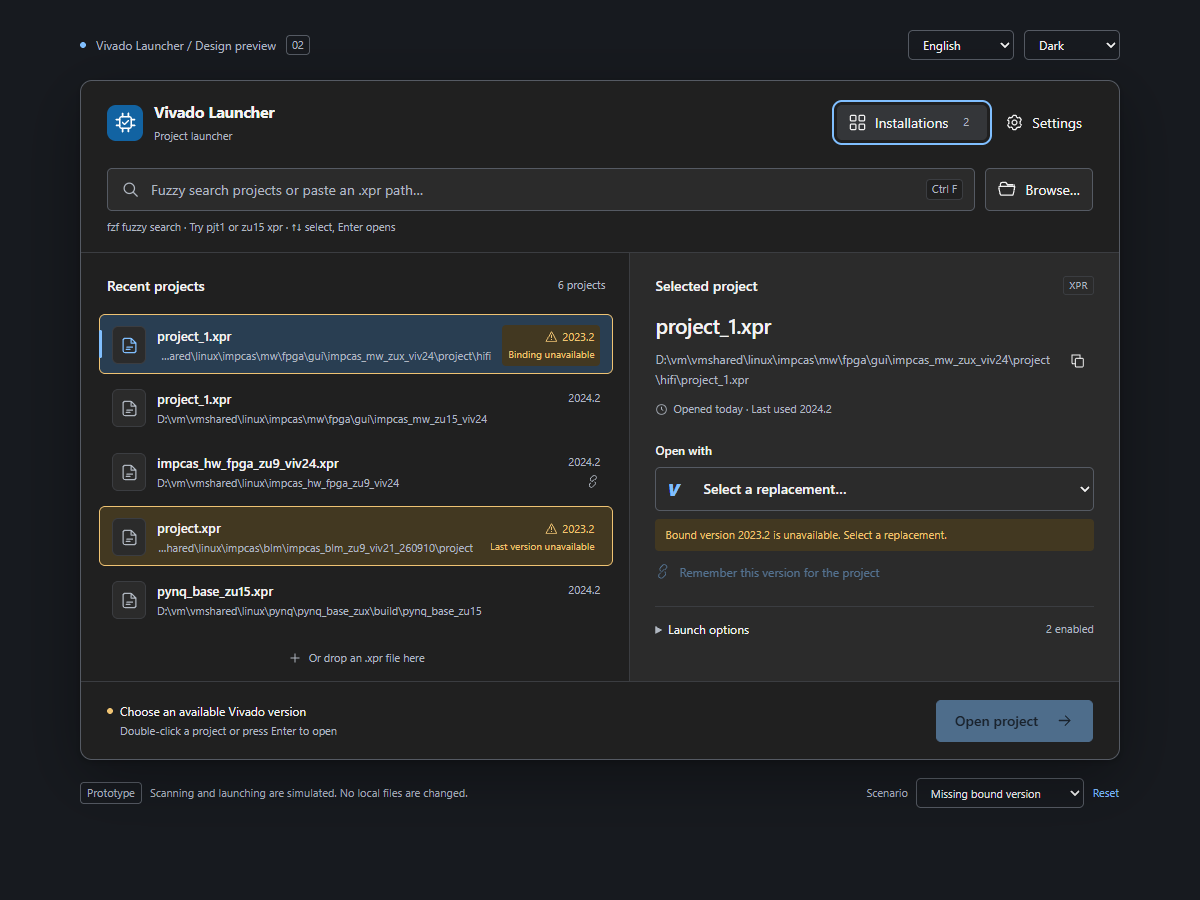 Vivado Launcher / Design preview 02
English
Dark
Vivado Launcher
Project launcher
Installations 2
Settings
Fuzzy search projects or paste an .xpr path...
Ctrl F
Browse...
fzf fuzzy search · Try pjt1 or zu15 xpr · ↑↓ select, Enter opens
Recent projects
6 projects
project_1.xpr
2023.2
...ared\linux\impcas\mw\fpga\gui\impcas_mw_zux_viv24\project\hifi
Binding unavailable
project_1.xpr
2024.2
D:\vm\vmshared\linux\impcas\mw\fpga\gui\impcas_mw_zu15_viv24
impcas_hw_fpga_zu9_viv24.xpr
2024.2
D:\vm\vmshared\linux\impcas_hw_fpga_zu9_viv24
project.xpr
2023.2
...hared\linux\impcas\blm\impcas_blm_zu9_viv21_260910\project
Last version unavailable
pynq_base_zu15.xpr
2024.2
D:\vm\vmshared\linux\pynq\pynq_base_zux\build\pynq_base_zu15
+ Or drop an .xpr file here
Selected project
XPR
project_1.xpr
D:\vm\vmshared\linux\impcas\mw\fpga\gui\impcas_mw_zux_viv24\project
\hifi\project_1.xpr
Opened today · Last used 2024.2
Open with
V Select a replacement...
Bound version 2023.2 is unavailable. Select a replacement.
Remember this version for the project
Launch options
2 enabled
Choose an available Vivado version
Double-click a project or press Enter to open
Open project →
Prototype
Scanning and launching are simulated. No local files are changed.
Scenario
Missing bound version
Reset